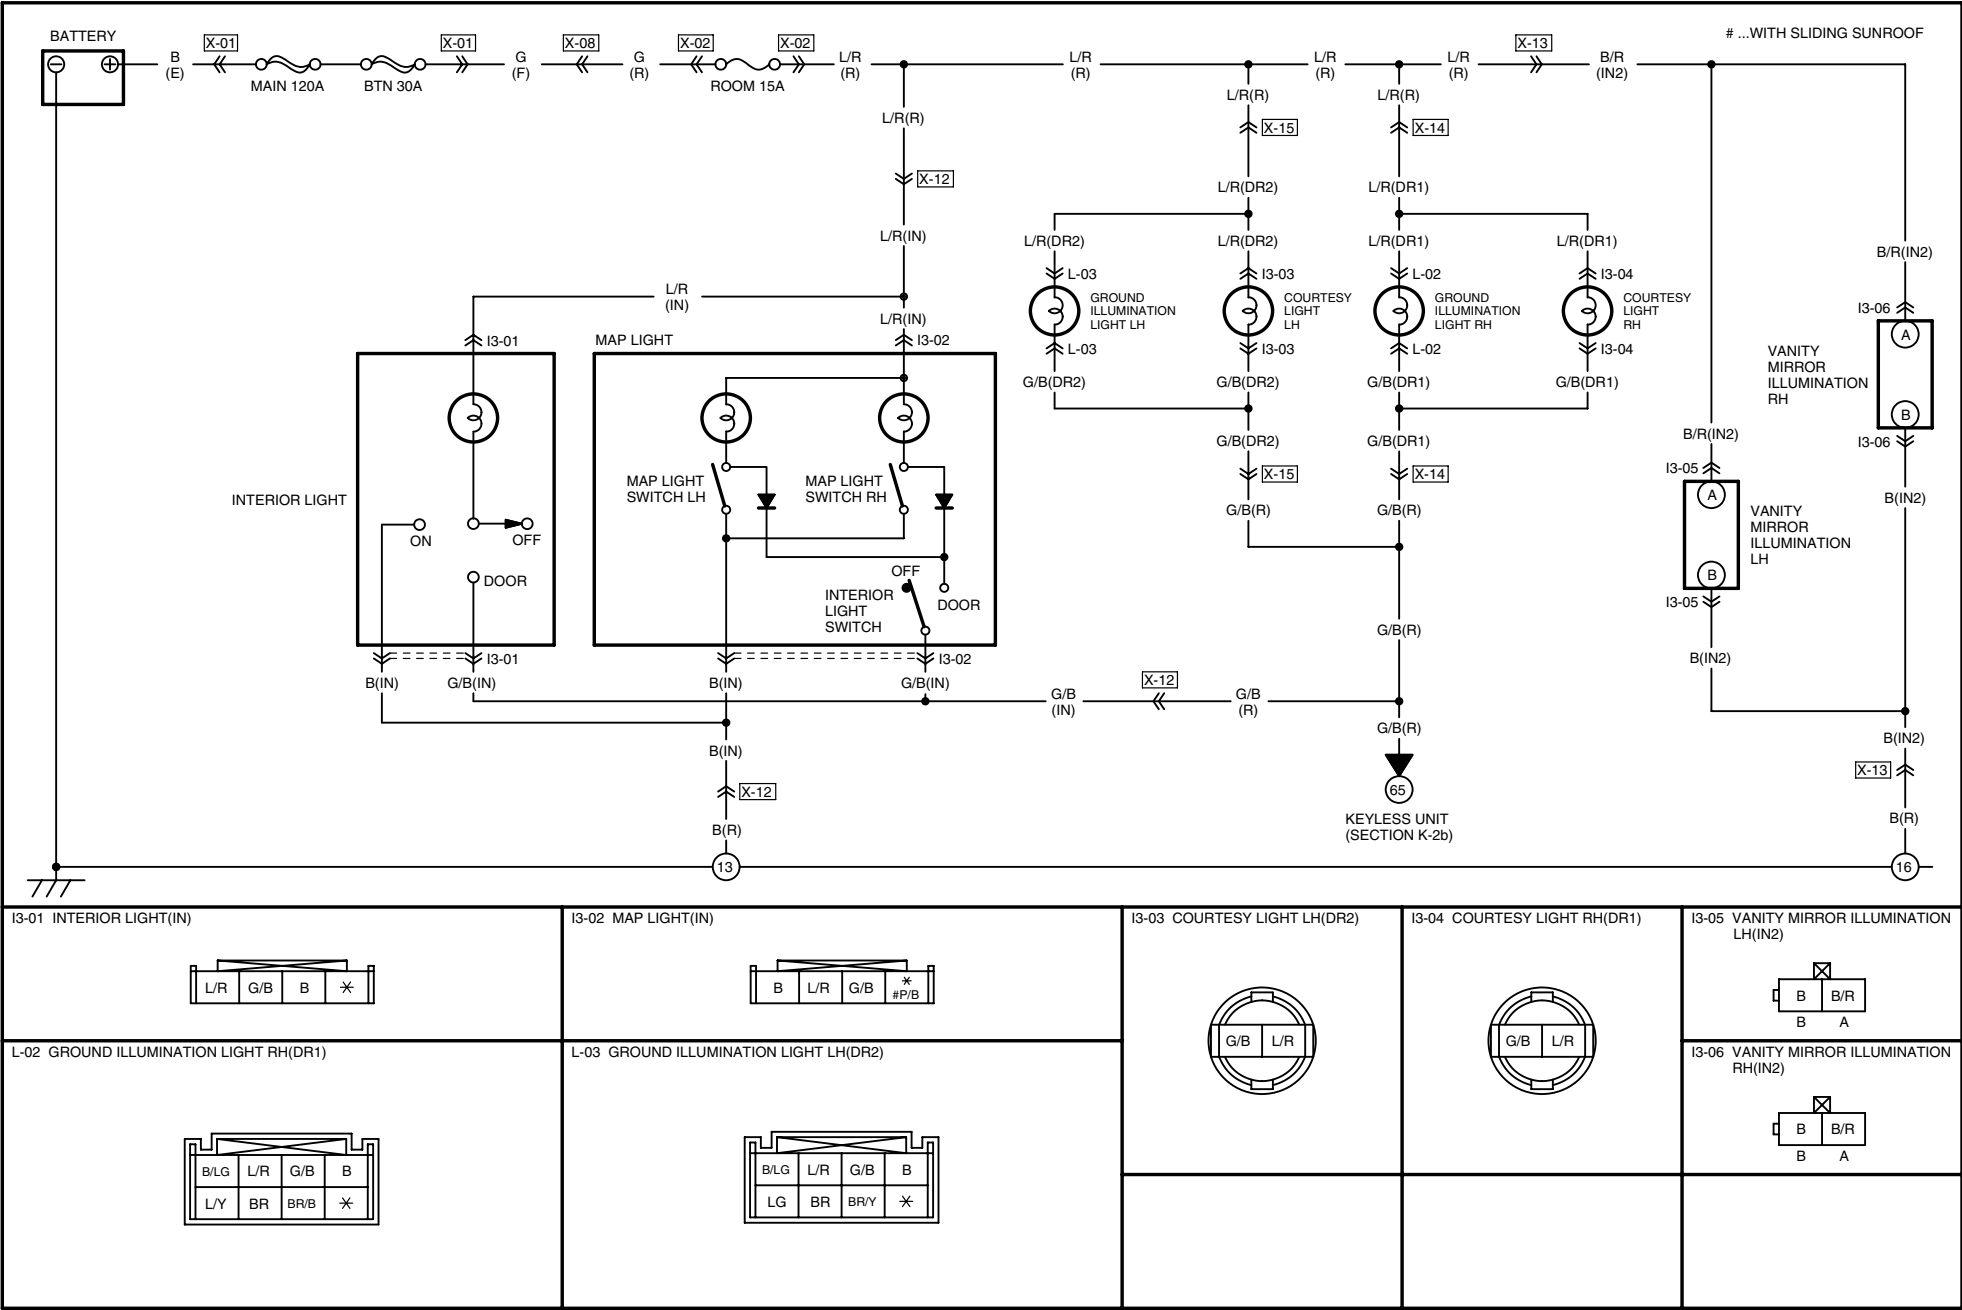 BATTERY
# ...WITH SLIDING SUNROOF
B
(E)
X-01
MAIN 120A
BTN 30A
X-01
G
(F)
X-08
G
(R)
X-02
ROOM 15A
X-02
L/R
(R)
L/R
(R)
L/R
(R)
L/R
(R)
X-13
B/R
(IN2)
L/R(R)
L/R(R)
L/R(R)
X-15
X-14
X-12
L/R(DR2)
L/R(DR1)
L/R(IN)
L/R(DR2)
L/R(DR2)
L/R(DR1)
L/R(DR1)
B/R(IN2)
L-03
I3-03
L-02
I3-04
L/R
(IN)
GROUND
ILLUMINATION
LIGHT LH
COURTESY
LIGHT
LH
GROUND
ILLUMINATION
LIGHT RH
COURTESY
LIGHT
RH
I3-06
L/R(IN)
I3-01
MAP LIGHT
I3-02
L-03
I3-03
L-02
I3-04
A
VANITY
MIRROR
ILLUMINATION
RH
G/B(DR2)
G/B(DR2)
G/B(DR1)
G/B(DR1)
B
I3-06
G/B(DR2)
G/B(DR1)
B/R(IN2)
I3-05
X-15
X-14
MAP LIGHT
SWITCH LH
MAP LIGHT
SWITCH RH
INTERIOR LIGHT
A
B(IN2)
G/B(R)
G/B(R)
VANITY
MIRROR
ILLUMINATION
LH
ON
OFF
DOOR
OFF
INTERIOR
LIGHT
SWITCH
DOOR
B
I3-05
G/B(R)
I3-01
I3-02
B(IN2)
B(IN)
G/B(IN)
B(IN)
G/B(IN)
G/B
(IN)
X-12
G/B
(R)
G/B(R)
B(IN)
B(IN2)
X-13
X-12
65
KEYLESS UNIT
(SECTION K-2b)
B(R)
B(R)
13
16
I3-01 INTERIOR LIGHT(IN)
L/R G/B B *
I3-02 MAP LIGHT(IN)
B L/R G/B *
#P/B
I3-03 COURTESY LIGHT LH(DR2)
G/B L/R
I3-04 COURTESY LIGHT RH(DR1)
G/B L/R
I3-05 VANITY MIRROR ILLUMINATION
LH(IN2)
B B/R
B A
L-02 GROUND ILLUMINATION LIGHT RH(DR1)
B/LG L/R G/B B
L/Y BR BR/B *
L-03 GROUND ILLUMINATION LIGHT LH(DR2)
B/LG L/R G/B B
LG BR BR/Y *
I3-06 VANITY MIRROR ILLUMINATION
RH(IN2)
B B/R
B A